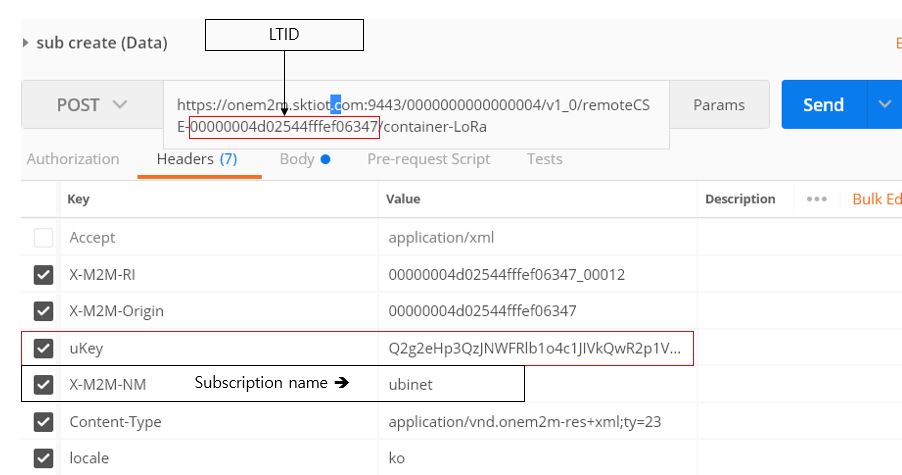 LTID
sub create (Data)
E
POST
https://onem2m.sktiot.com:9443/0000000000000004/v1_0/remoteCS
E-00000004d02544fffef06347/container-LoRa
Params
Send
Authorization
Headers (7)
Body
Pre-request Script
Tests
Key
Value
Description
•••
Bulk Ed
Accept
application/xml
X-M2M-RI
00000004d02544fffef06347_00012
X-M2M-Origin
00000004d02544fffef06347
uKey
Q2g2eHp3QzJNWFRlb1o4c1JIVkQwR2p1V...
X-M2M-NM
Subscription name ➔
ubinet
Content-Type
application/vnd.onem2m-res+xml;ty=23
locale
ko